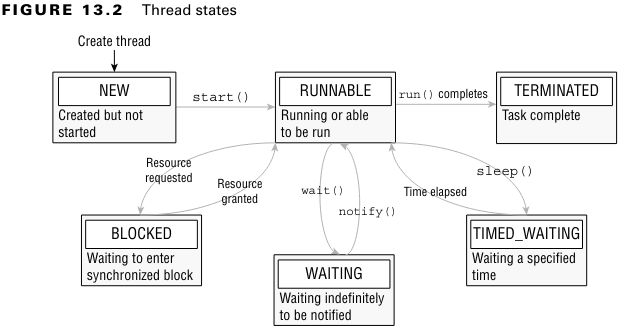 FIGURE 13.2 Thread states
Create thread
NEW
Created but not
started
start()
RUNNABLE
Running or able
to be run
run() completes
TERMINATED
Task complete
Resource
requested
Resource
granted
wait()
notify()
Time elapsed
sleep()
BLOCKED
Waiting to enter
synchronized block
WAITING
Waiting indefinitely
to be notified
TIMED_WAITING
Waiting a specified
time